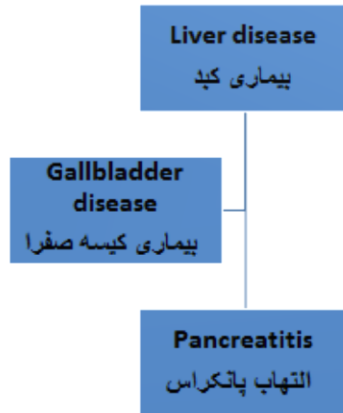 Liver disease
بیماری کبد
Gallbladder
disease
بیماری کیسه صفرا
Pancreatitis
التهاب پانکراس